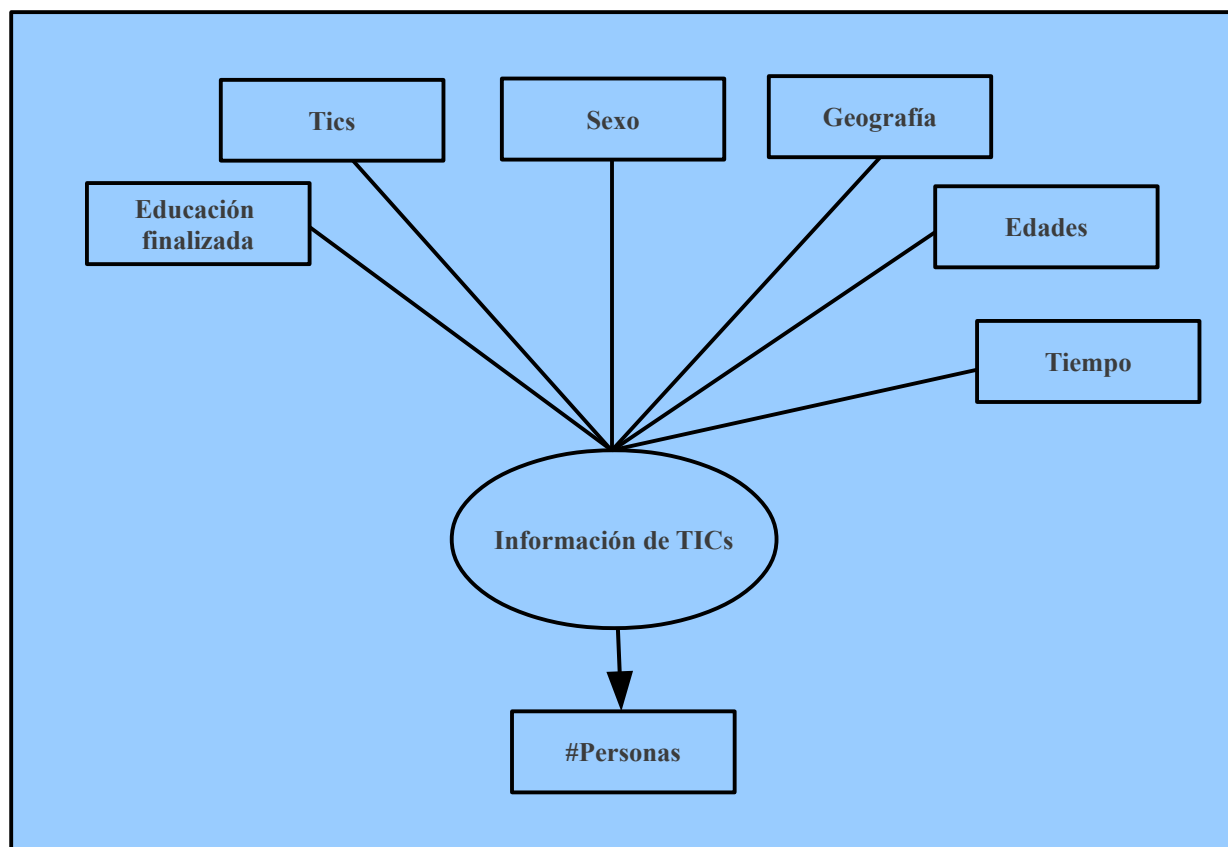 Tics
Sexo
Geografía
Educación
finalizada
Edades
Tiempo
Información de TICs
#Personas